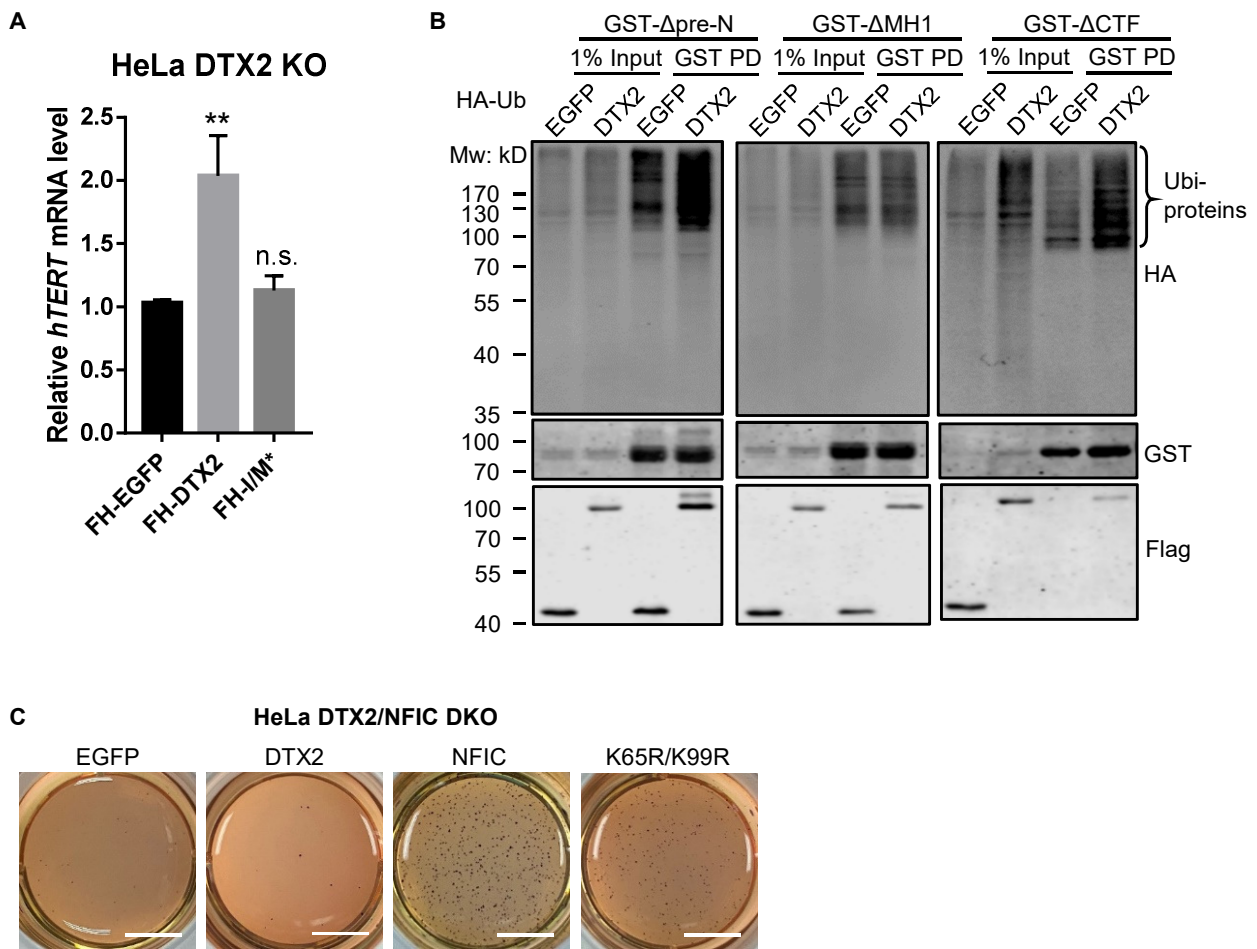 A
HeLa DTX2 KO
Relative hTERT mRNA level
2.5
2.0
1.5
1.0
0.5
0.0
**
n.s.
FH-EGFP
FH-DTX2
FH-I/M*
B
GST-Δpre-N GST-ΔMH1 GST-ΔCTF
1% Input GST PD 1% Input GST PD 1% Input GST PD
HA-Ub EGFP DTX2 EGFP DTX2 EGFP DTX2 EGFP DTX2 EGFP DTX2 EGFP DTX2
Mw: kD
170
130
100
70
55
40
35
Ubi-
proteins
HA
100
70
GST
100
70
55
40
Flag
C
HeLa DTX2/NFIC DKO
EGFP DTX2 NFIC K65R/K99R